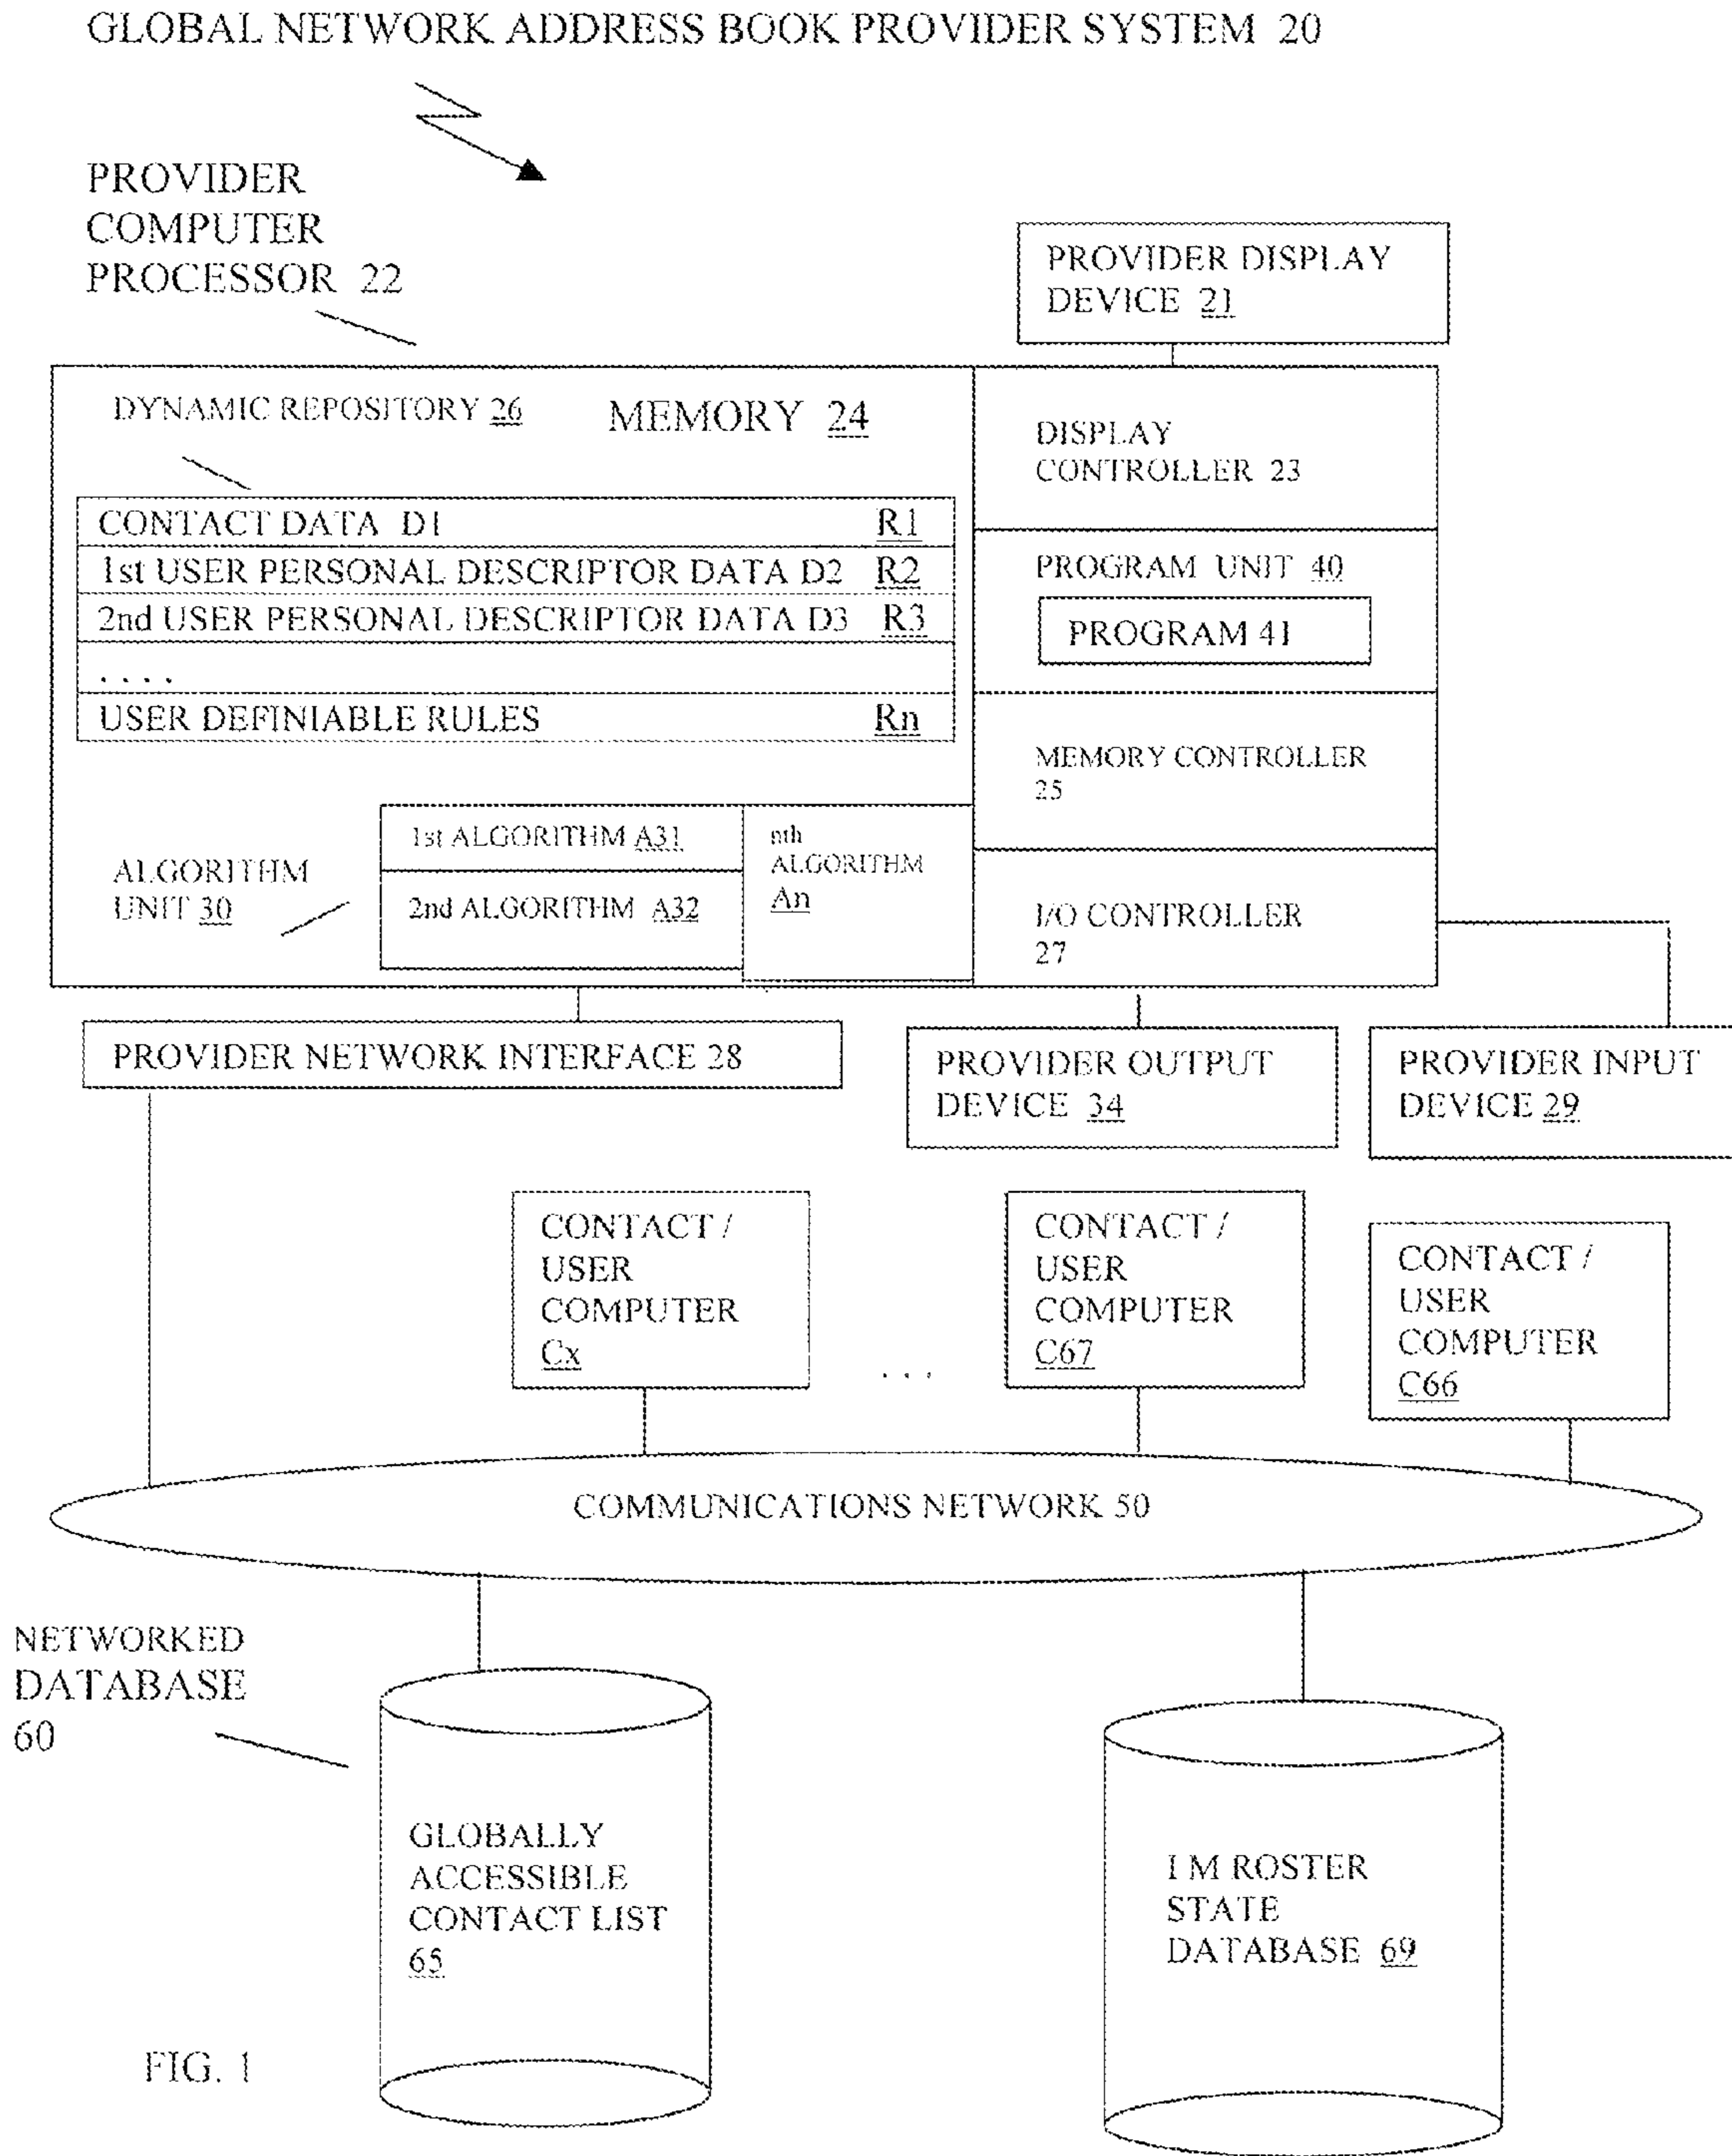 GLOBAL NETWORK ADDRESS BOOK PROVIDER SYSTEM 20
PROVIDER
COMPUTER
PROCESSOR 22
PROVIDER DISPLAY
DEVICE 21
DYNAMIC REPOSITORY 26
MEMORY 24
CONTACT DATA D1 R1
1st USER PERSONAL DESCRIPTOR DATA D2 R2
2nd USER PERSONAL DESCRIPTOR DATA D3 R3
. . . .
USER DEFINIABLE RULES Rn
DISPLAY
CONTROLLER 23
PROGRAM UNIT 40
PROGRAM 41
MEMORY CONTROLLER
25
ALGORITHM
UNIT 30
1st ALGORITHM A31
2nd ALGORITHM A32
nth
ALGORITHM
An
I/O CONTROLLER
27
PROVIDER NETWORK INTERFACE 28
PROVIDER OUTPUT
DEVICE 34
PROVIDER INPUT
DEVICE 29
CONTACT /
USER
COMPUTER
Cx
. . .
CONTACT /
USER
COMPUTER
C67
CONTACT /
USER
COMPUTER
C66
COMMUNICATIONS NETWORK 50
NETWORKED
DATABASE
60
GLOBALLY
ACCESSIBLE
CONTACT LIST
65
I M ROSTER
STATE
DATABASE 69
FIG. 1